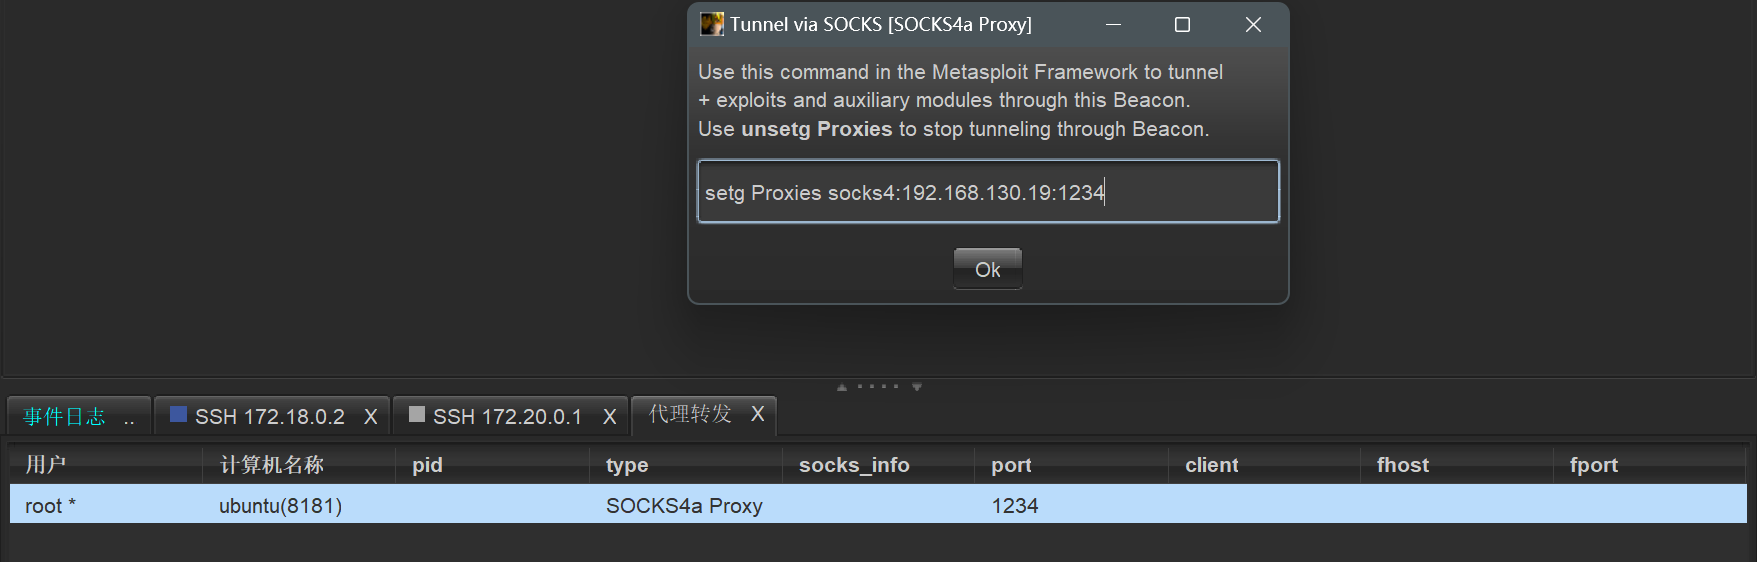 Tunnel via SOCKS [SOCKS4a Proxy]
Use this command in the Metasploit Framework to tunnel
+ exploits and auxiliary modules through this Beacon.
Use unsetg Proxies to stop tunneling through Beacon.
setg Proxies socks4:192.168.130.19:1234
Ok
事件日志 .. SSH 172.18.0.2 X SSH 172.20.0.1 X 代理转发 X
用户 计算机名称 pid type socks_info port client fhost fport
root * ubuntu(8181) SOCKS4a Proxy 1234